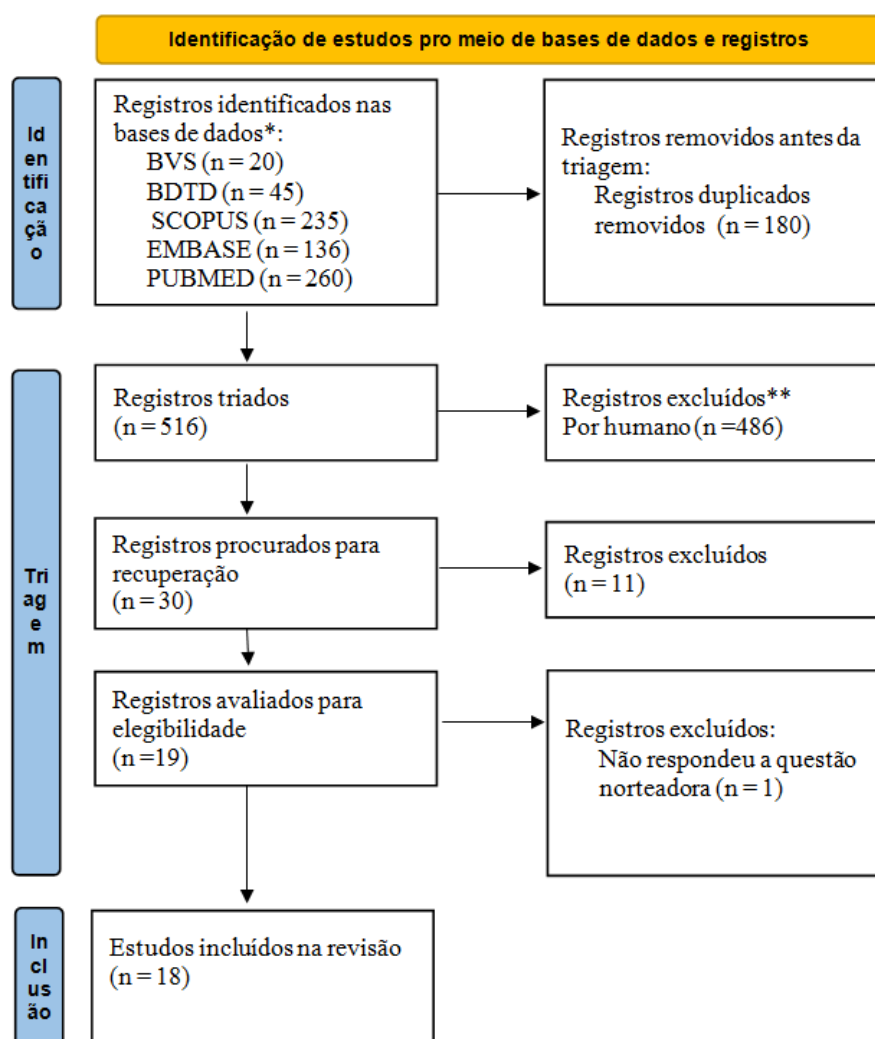 Identificação de estudos pro meio de bases de dados e registros
Id
en
tifi
ca
çã
o
Registros identificados nas
bases de dados*:
BVS (n = 20)
BDTD (n = 45)
SCOPUS (n = 235)
EMBASE (n = 136)
PUBMED (n = 260)
Registros removidos antes da
triagem:
Registros duplicados
removidos (n = 180)
Tri
ag
e
m
Registros triados
(n = 516)
Registros excluídos**
Por humano (n =486)
Registros procurados para
recuperação
(n = 30)
Registros excluídos
(n = 11)
Registros avaliados para
elegibilidade
(n =19)
Registros excluídos:
Não respondeu a questão
norteadora (n = 1)
In
cl
us
ão
Estudos incluídos na revisão
(n = 18)